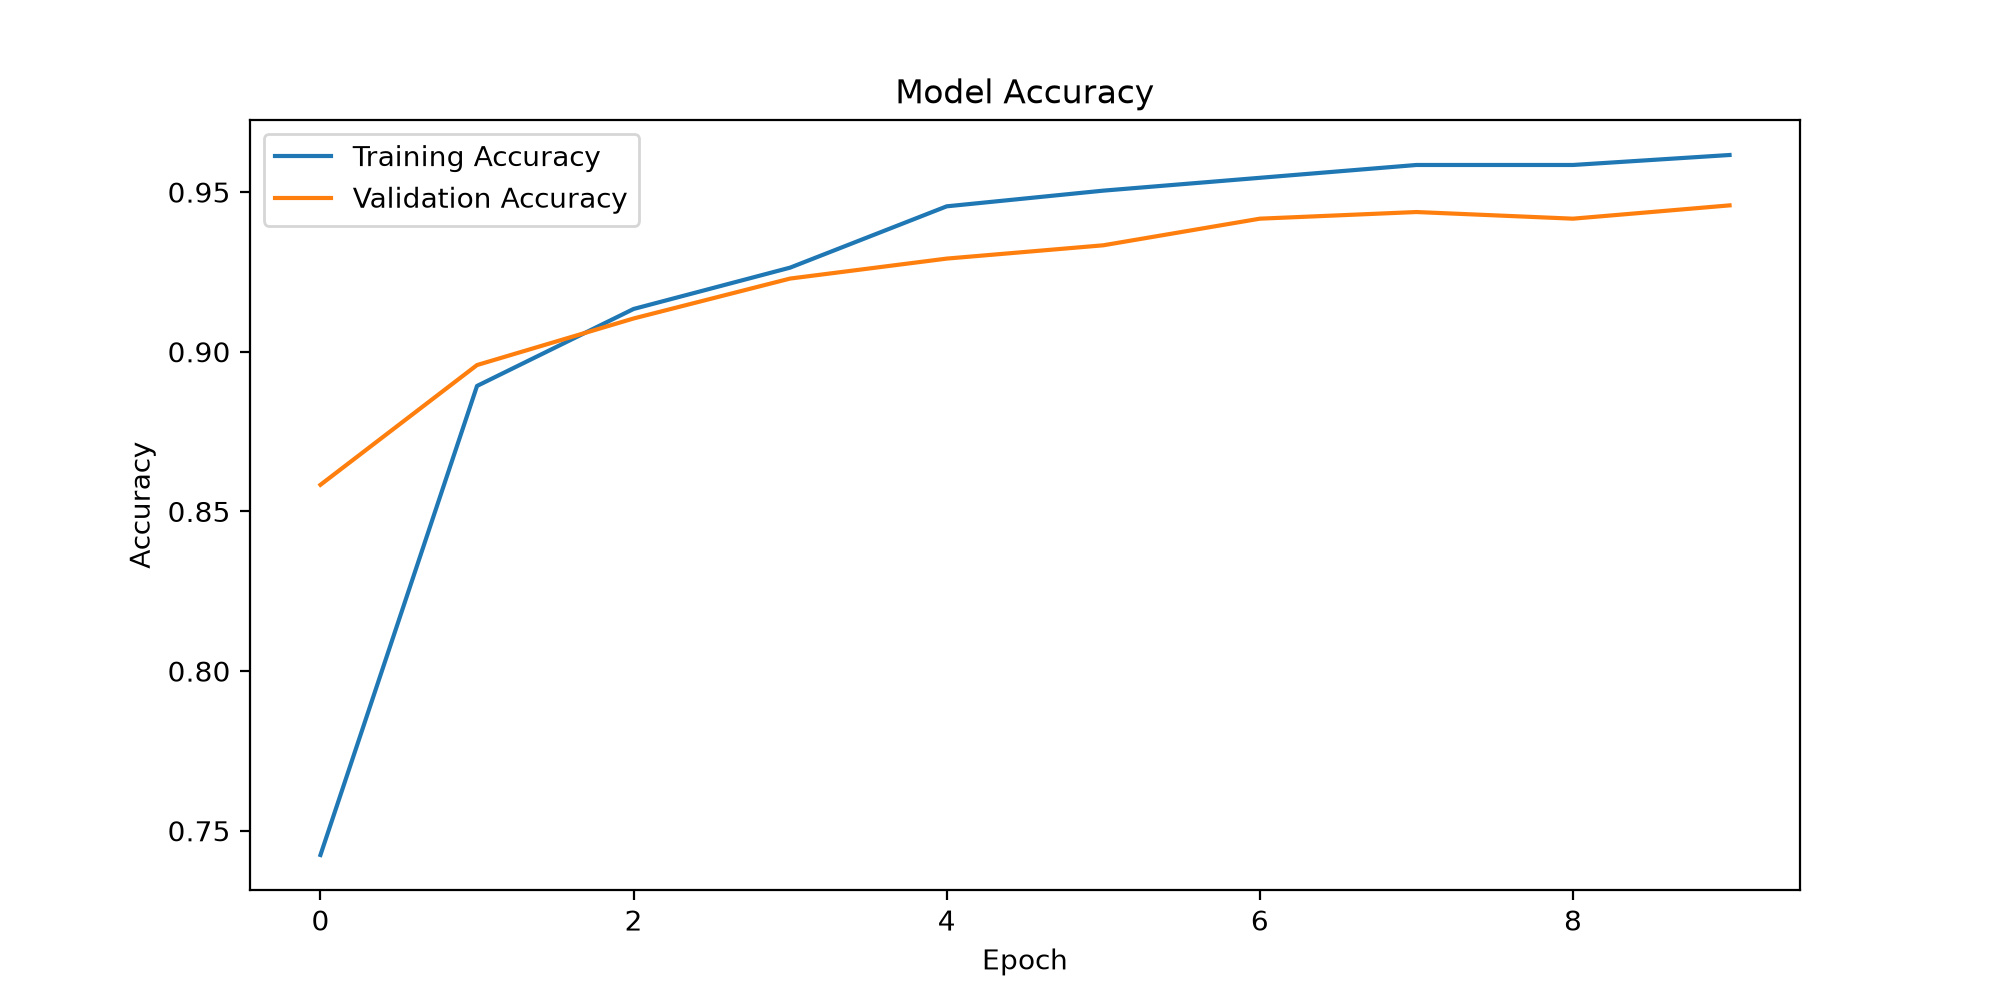 Model Accuracy
Training Accuracy
Validation Accuracy
0.95
0.90
0.85
0.80
0.75
Accuracy
0 2 4 6 8
Epoch